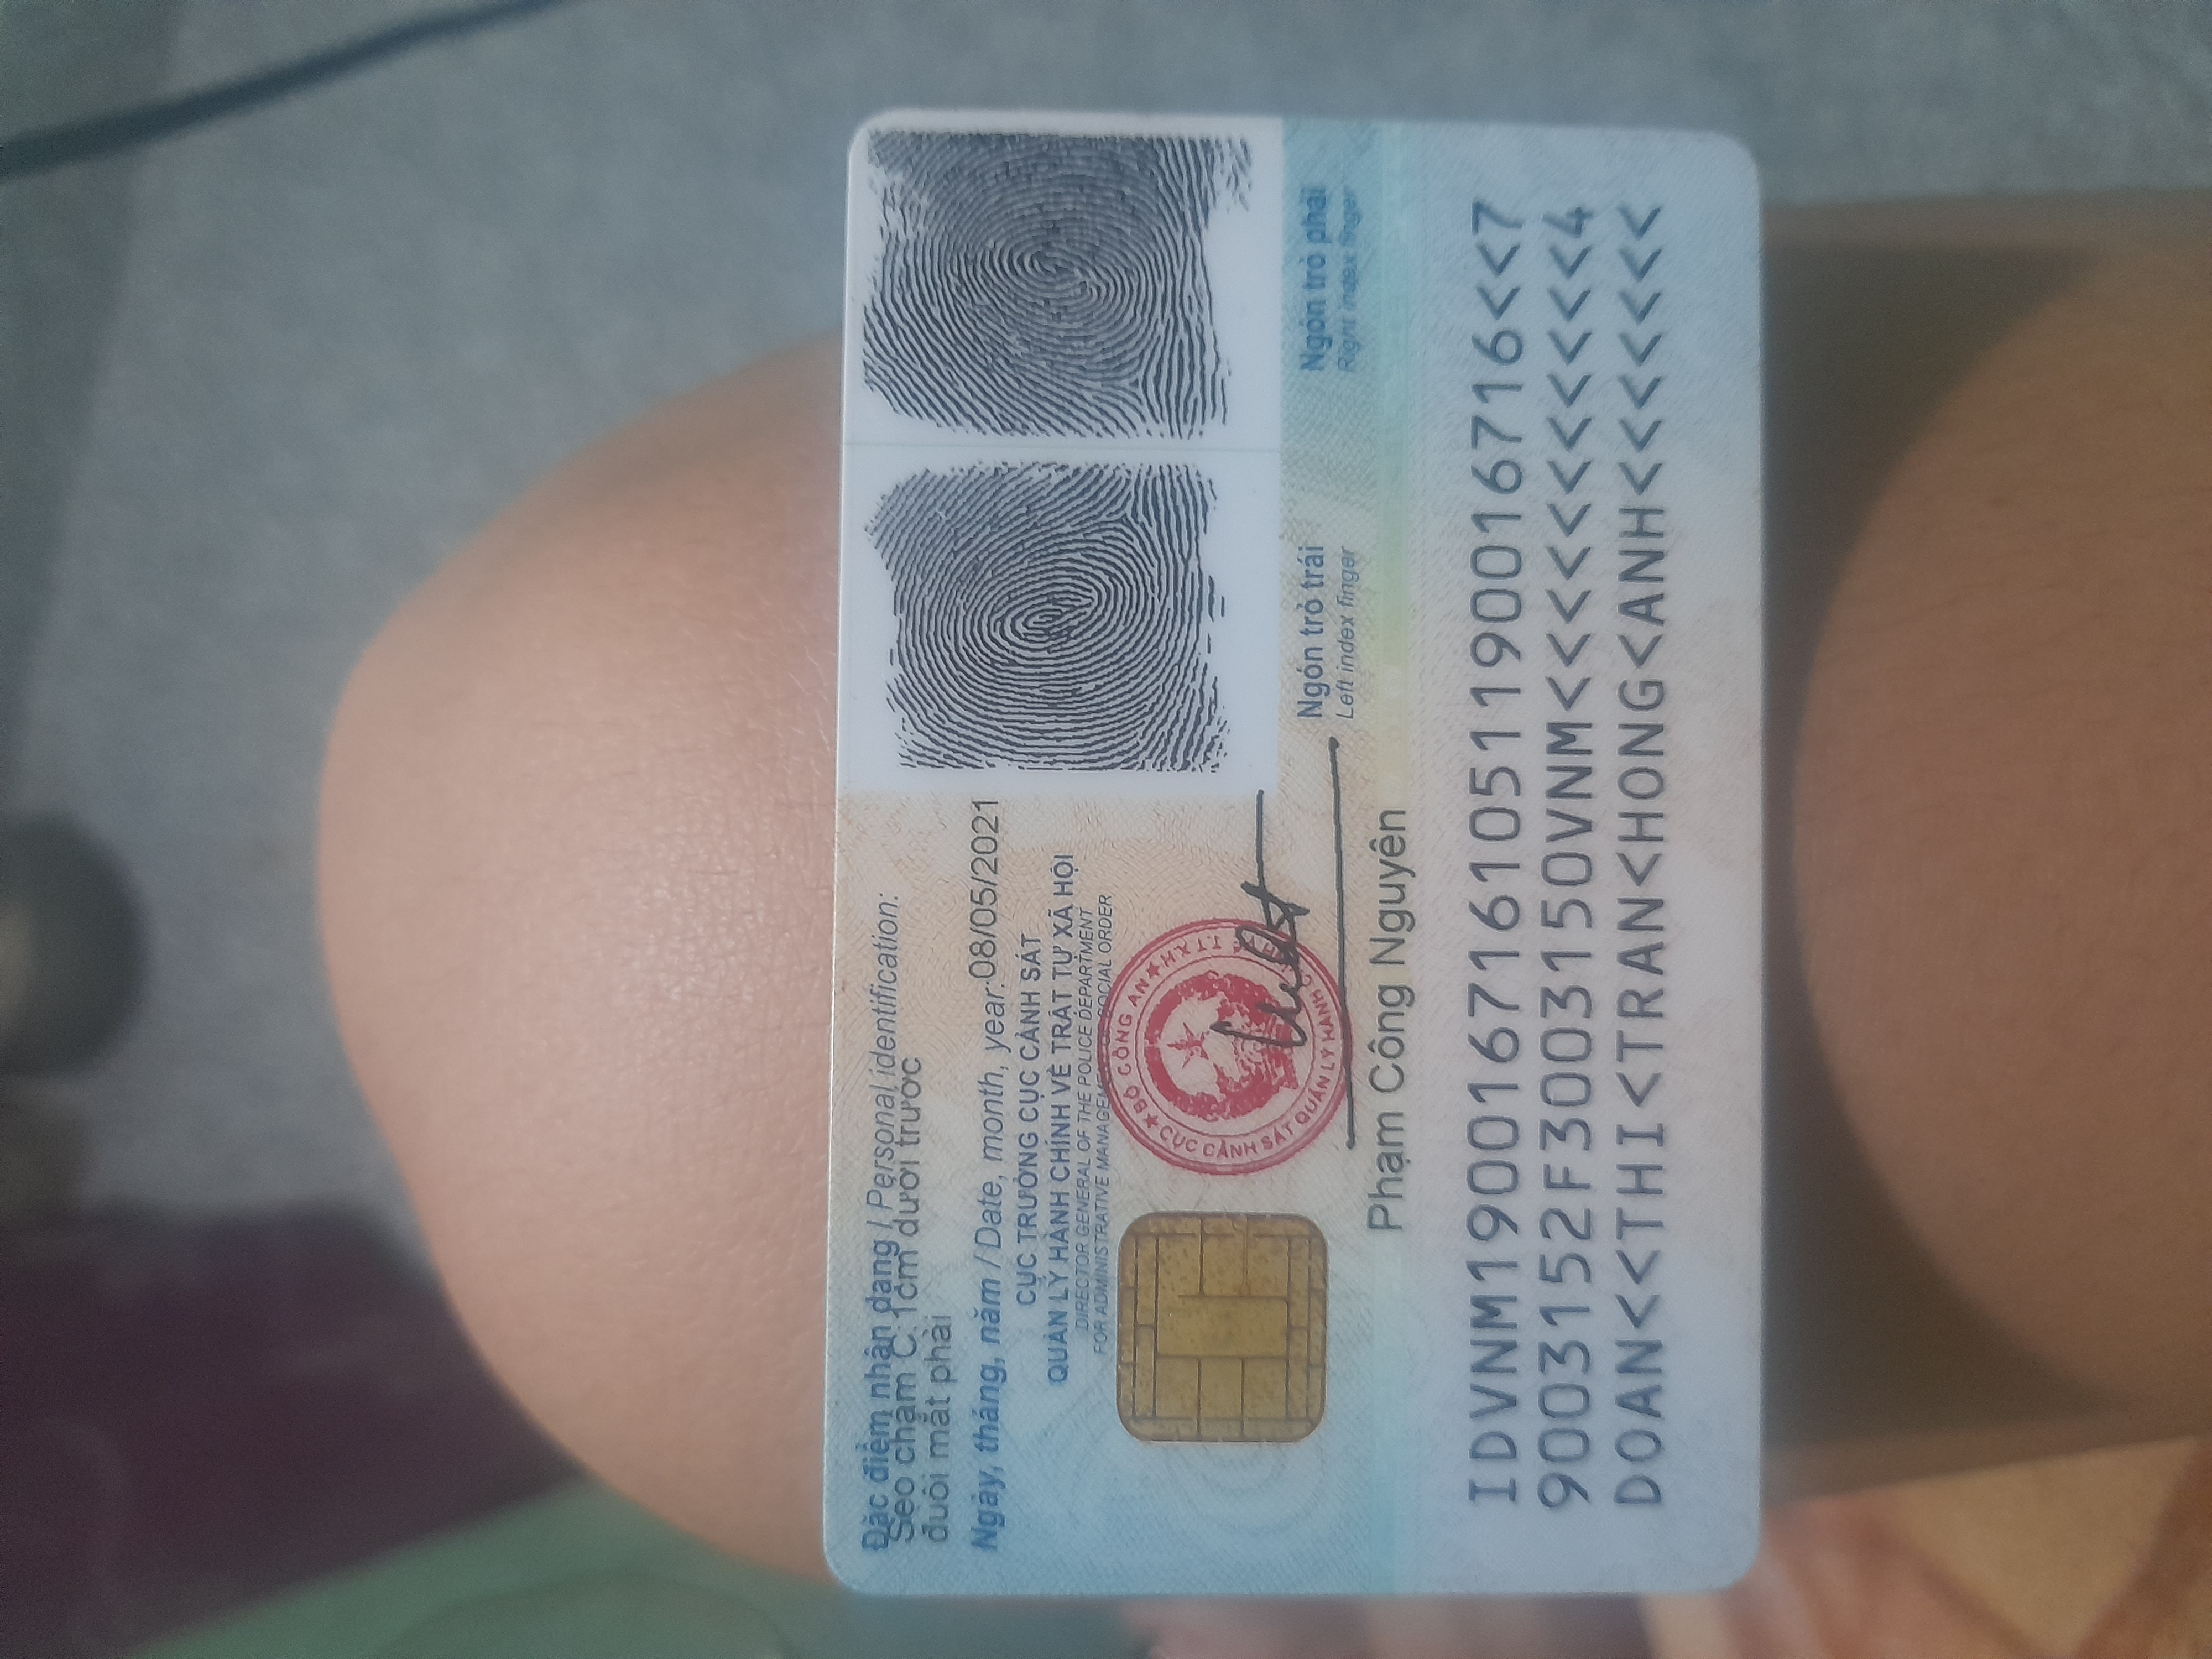 Đặc điểm nhân dạng / Personal identification:
Sẹo chấm C. 1cm dưới trước
đuôi mắt phải
Ngày, tháng, năm / Date, month, year: 08/05/2021
CỤC TRƯỞNG CỤC CẢNH SÁT
QUẢN LÝ HÀNH CHÍNH VỀ TRẬT TỰ XÃ HỘI
DIRECTOR GENERAL OF THE POLICE DEPARTMENT
FOR ADMINISTRATIVE MANAGEMENT OF SOCIAL ORDER
BỘ CÔNG AN
CỤC CẢNH SÁT QUẢN LÝ HÀNH CHÍNH
Phạm Công Nguyên
Ngón trỏ trái
Left index finger
Ngón trỏ phải
Right index finger
IDVNM1900167161051190016716<<7
9003152F3003150VNM<<<<<<<<<<<4
DOAN<<THI<TRAN<HONG<ANH<<<<<<<